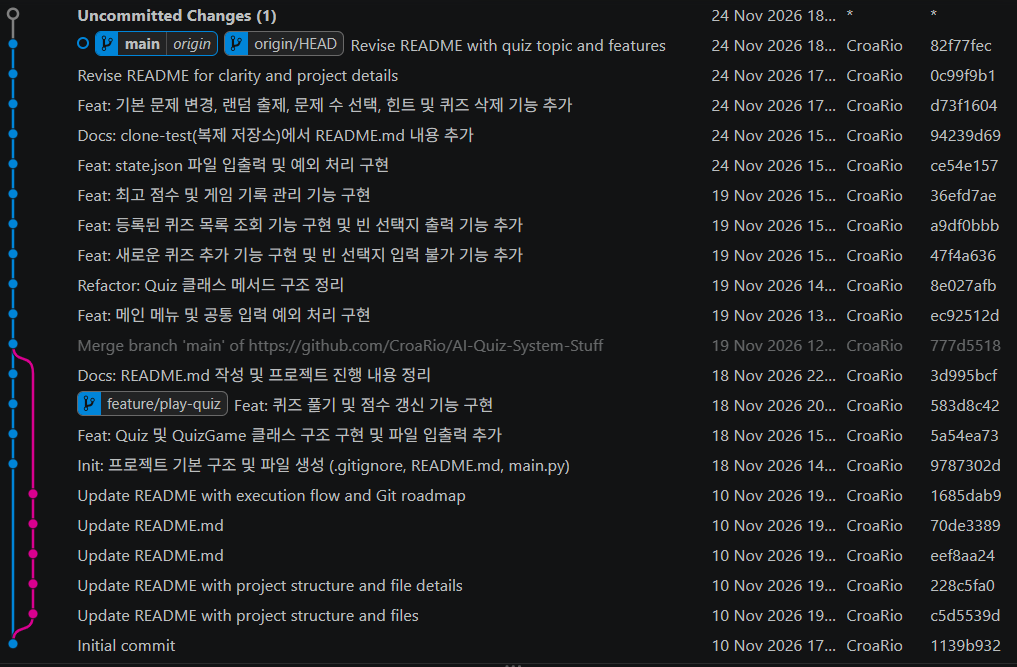 Uncommitted Changes (1) 24 Nov 2026 18... * *
main origin origin/HEAD Revise README with quiz topic and features 24 Nov 2026 18... CroaRio 82f77fec
Revise README for clarity and project details 24 Nov 2026 17... CroaRio 0c99f9b1
Feat: 기본 문제 변경, 랜덤 출제, 문제 수 선택, 힌트 및 퀴즈 삭제 기능 추가 24 Nov 2026 17... CroaRio d73f1604
Docs: clone-test(복제 저장소)에서 README.md 내용 추가 24 Nov 2026 15... CroaRio 94239d69
Feat: state.json 파일 입출력 및 예외 처리 구현 24 Nov 2026 15... CroaRio ce54e157
Feat: 최고 점수 및 게임 기록 관리 기능 구현 19 Nov 2026 15... CroaRio 36efd7ae
Feat: 등록된 퀴즈 목록 조회 기능 구현 및 빈 선택지 출력 기능 추가 19 Nov 2026 15... CroaRio a9df0bbb
Feat: 새로운 퀴즈 추가 기능 구현 및 빈 선택지 입력 불가 기능 추가 19 Nov 2026 15... CroaRio 47f4a636
Refactor: Quiz 클래스 메서드 구조 정리 19 Nov 2026 14... CroaRio 8e027afb
Feat: 메인 메뉴 및 공통 입력 예외 처리 구현 19 Nov 2026 13... CroaRio ec92512d
Merge branch 'main' of https://github.com/CroaRio/AI-Quiz-System-Stuff 19 Nov 2026 12... CroaRio 777d5518
Docs: README.md 작성 및 프로젝트 진행 내용 정리 18 Nov 2026 22... CroaRio 3d995bcf
feature/play-quiz Feat: 퀴즈 풀기 및 점수 갱신 기능 구현 18 Nov 2026 20... CroaRio 583d8c42
Feat: Quiz 및 QuizGame 클래스 구조 구현 및 파일 입출력 추가 18 Nov 2026 15... CroaRio 5a54ea73
Init: 프로젝트 기본 구조 및 파일 생성 (.gitignore, README.md, main.py) 18 Nov 2026 14... CroaRio 9787302d
Update README with execution flow and Git roadmap 10 Nov 2026 19... CroaRio 1685dab9
Update README.md 10 Nov 2026 19... CroaRio 70de3389
Update README.md 10 Nov 2026 19... CroaRio eef8aa24
Update README with project structure and file details 10 Nov 2026 19... CroaRio 228c5fa0
Update README with project structure and files 10 Nov 2026 19... CroaRio c5d5539d
Initial commit 10 Nov 2026 17... CroaRio 1139b932